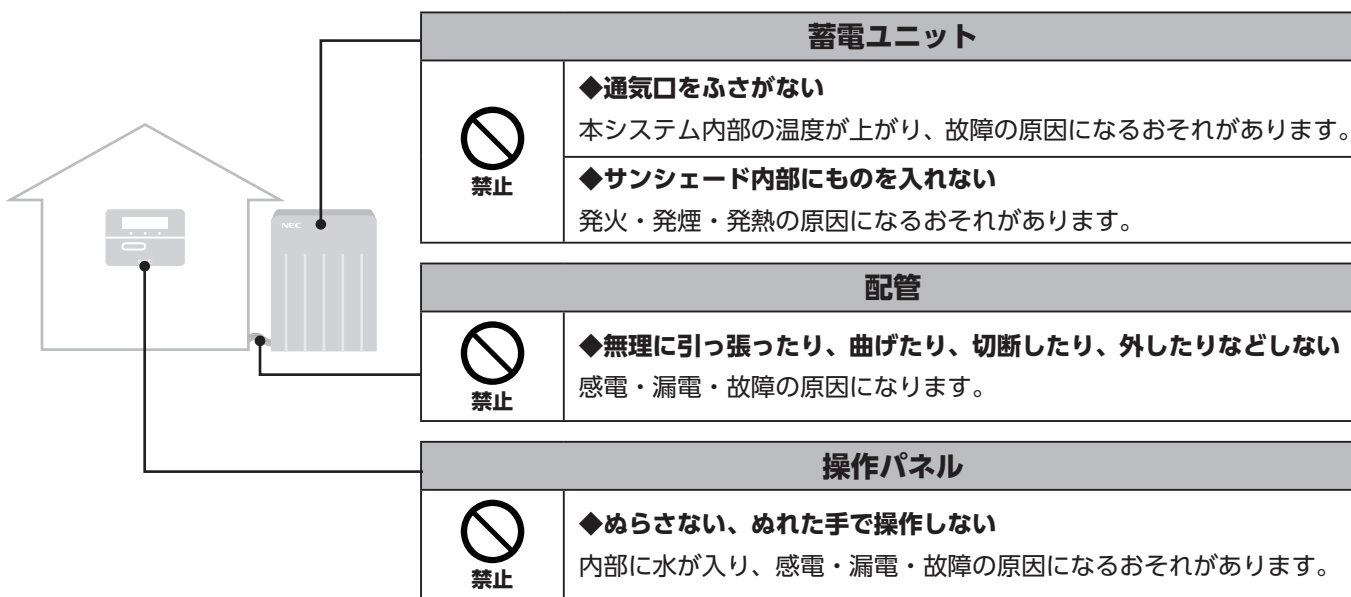 蓄電ユニット
禁止
◆通気口をふさがない
本システム内部の温度が上がり、故障の原因になるおそれがあります。
◆サンシェード内部にものを入れない
発火・発煙・発熱の原因になるおそれがあります。
NEC
配管
禁止
◆無理に引っ張ったり、曲げたり、切断したり、外したりなどしない
感電・漏電・故障の原因になります。
操作パネル
禁止
◆ぬらさない、ぬれた手で操作しない
内部に水が入り、感電・漏電・故障の原因になるおそれがあります。